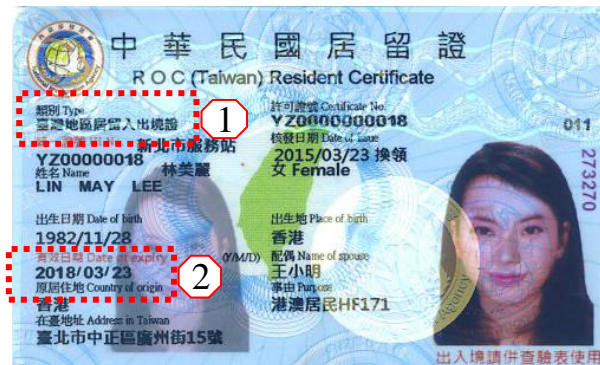 中華民國居留證
ROC (Taiwan) Resident Certificate
類別 Type
臺灣地區居留入出境證
1
許可證號 Certificate No.
YZ0000000018
011
新北市服務站
核發日期 Date of Issue
YZ00000018
2015/03/23 換領
姓名 Name
林美麗
女 Female
LIN MAY LEE
273270
出生日期 Date of birth
出生地 Place of birth
1982/11/28
香港
有效日期 Date of expiry
(Y/M/D)
配偶 Name of spouse
2018/03/23
2
王小明
原居住地 Country of origin
事由 Purpose
香港
港澳居民HF171
在臺地址 Address in Taiwan
臺北市中正區廣州街15號
Agency
出入境請併查驗表使用